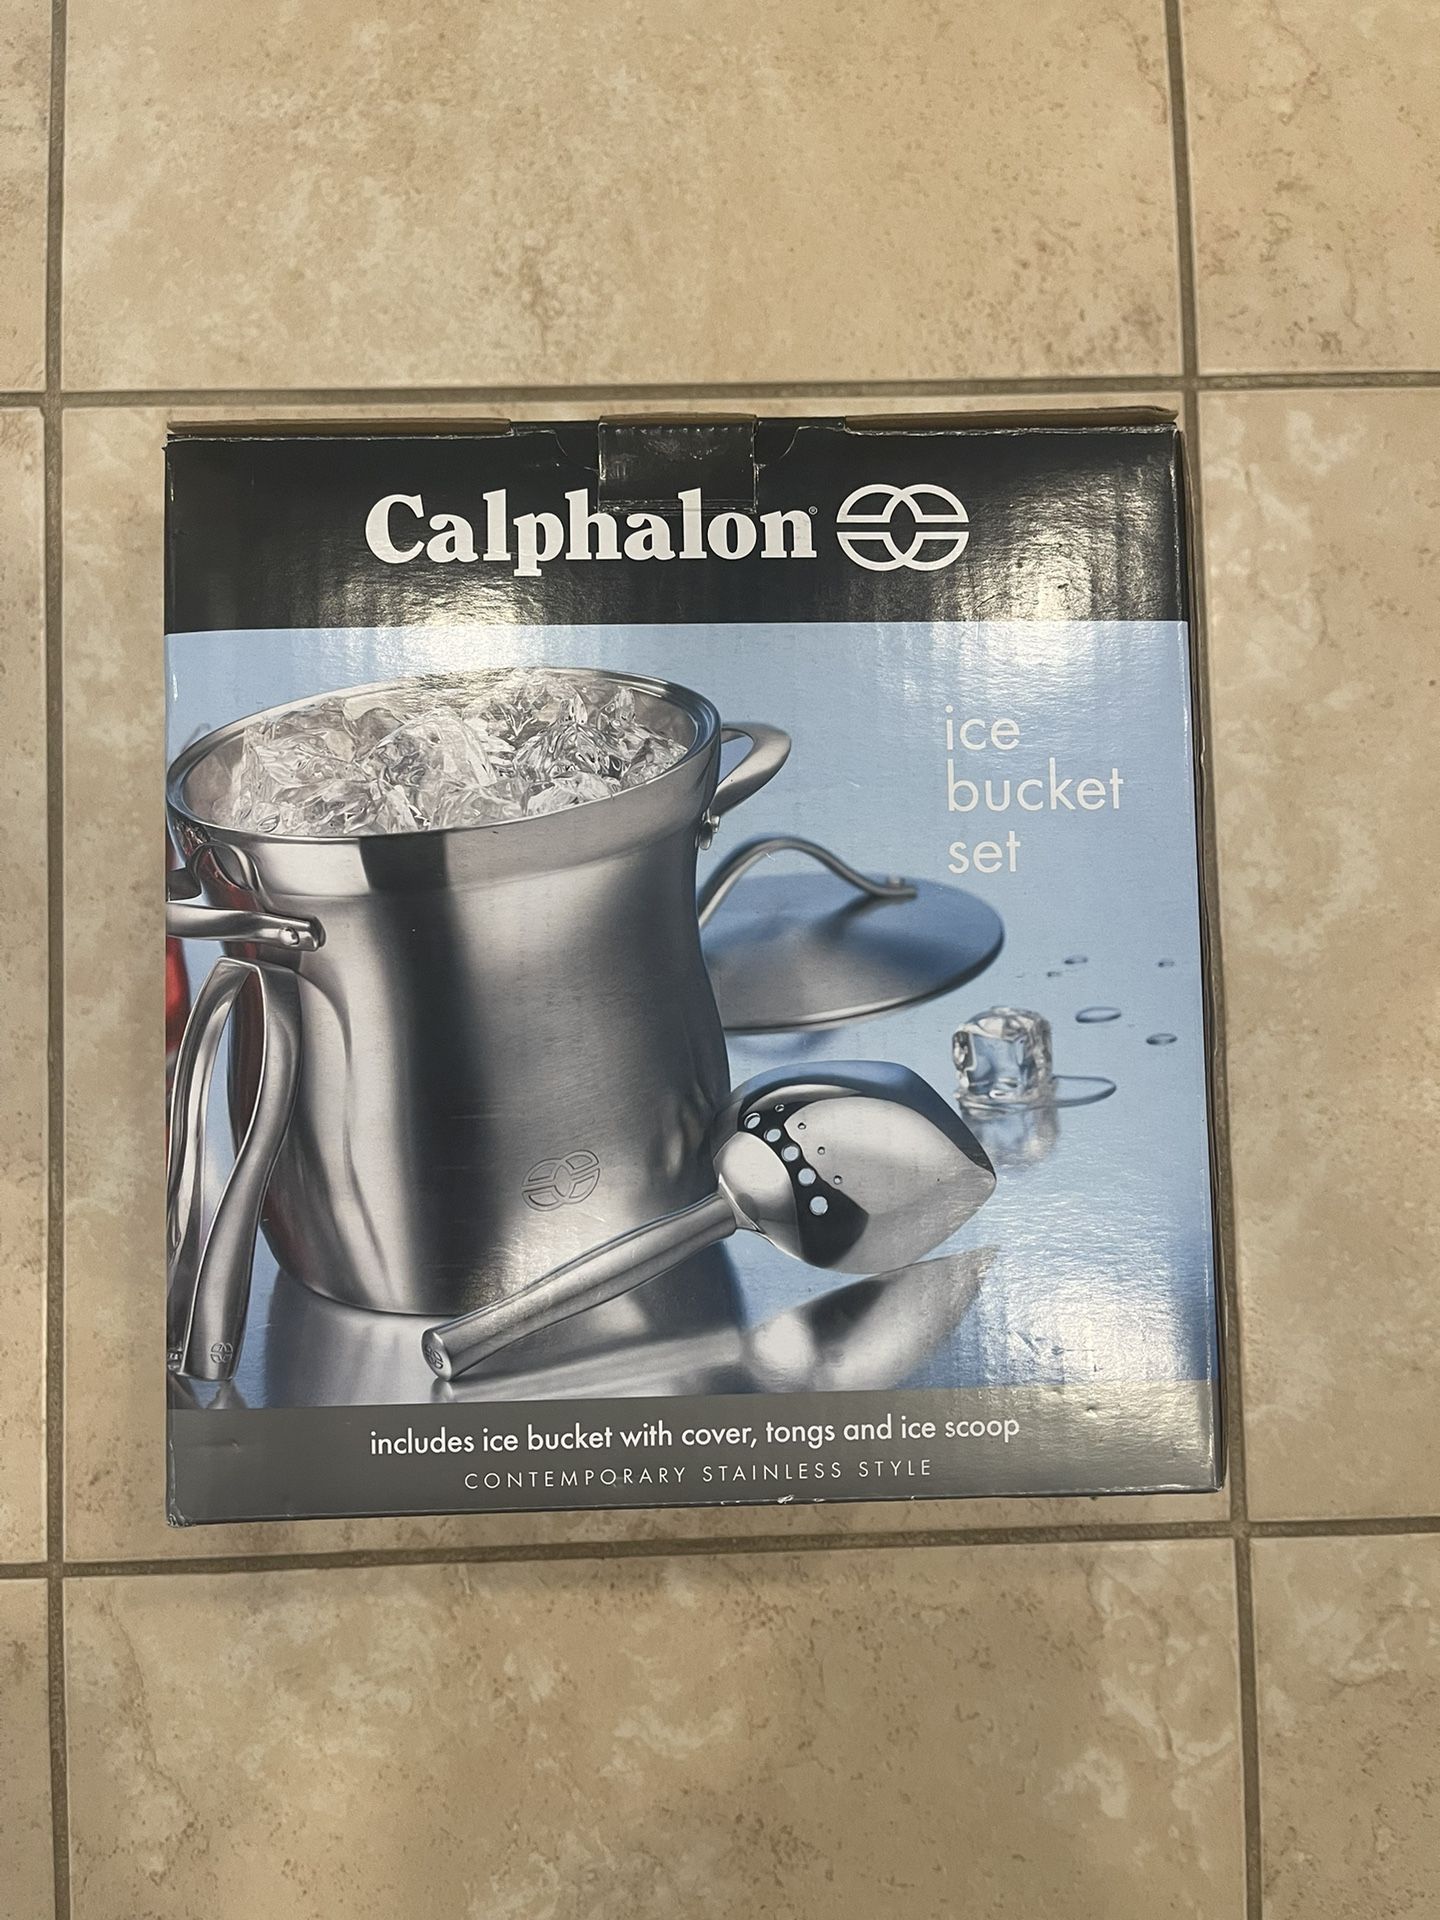 Calphalon®
ice
bucket
set
includes ice bucket with cover, tongs and ice scoop
CONTEMPORARY STAINLESS STYLE